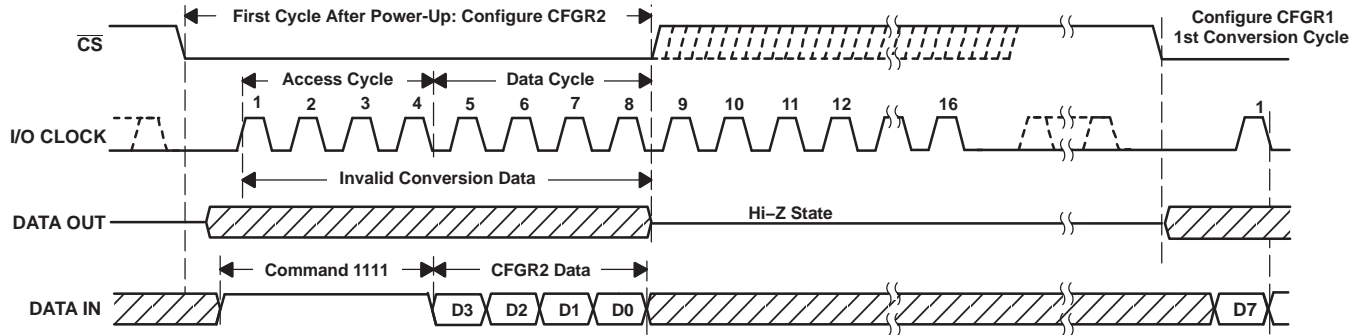 First Cycle After Power-Up: Configure CFGR2
Configure CFGR1
1st Conversion Cycle
CS
Access Cycle
Data Cycle
1 2 3 4 5 6 7 8 9 10 11 12 16 1
I/O CLOCK
Invalid Conversion Data
DATA OUT
Hi–Z State
Command 1111
CFGR2 Data
DATA IN
D3 D2 D1 D0 D7